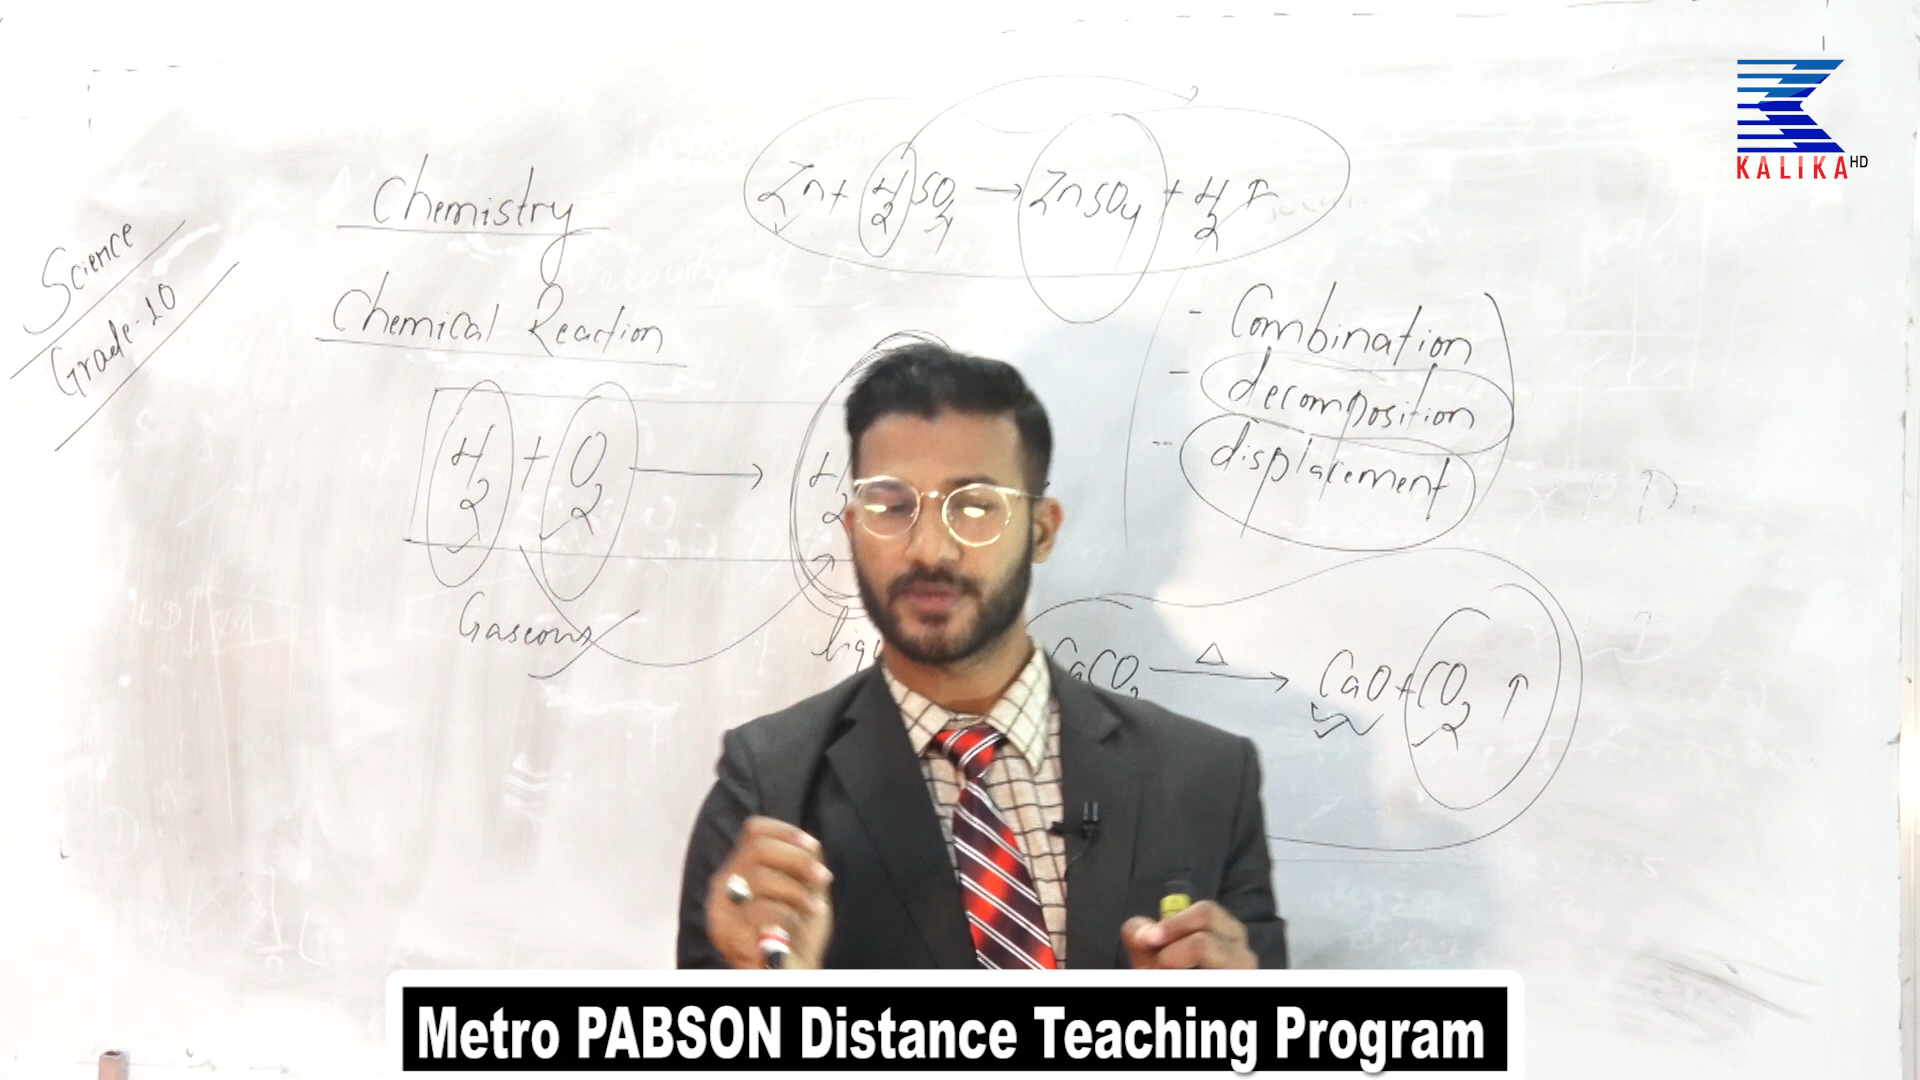 Science
Grade-10
Chemistry
Zn + H2SO4 → ZnSO4 + H2 ↑
Chemical Reaction
- Combination
- decomposition
- displacement
H2 + O2 → H2
Gaseous
CaCO3 —Δ→ CaO + CO2 ↑
KALIKA HD
Metro PABSON Distance Teaching Program